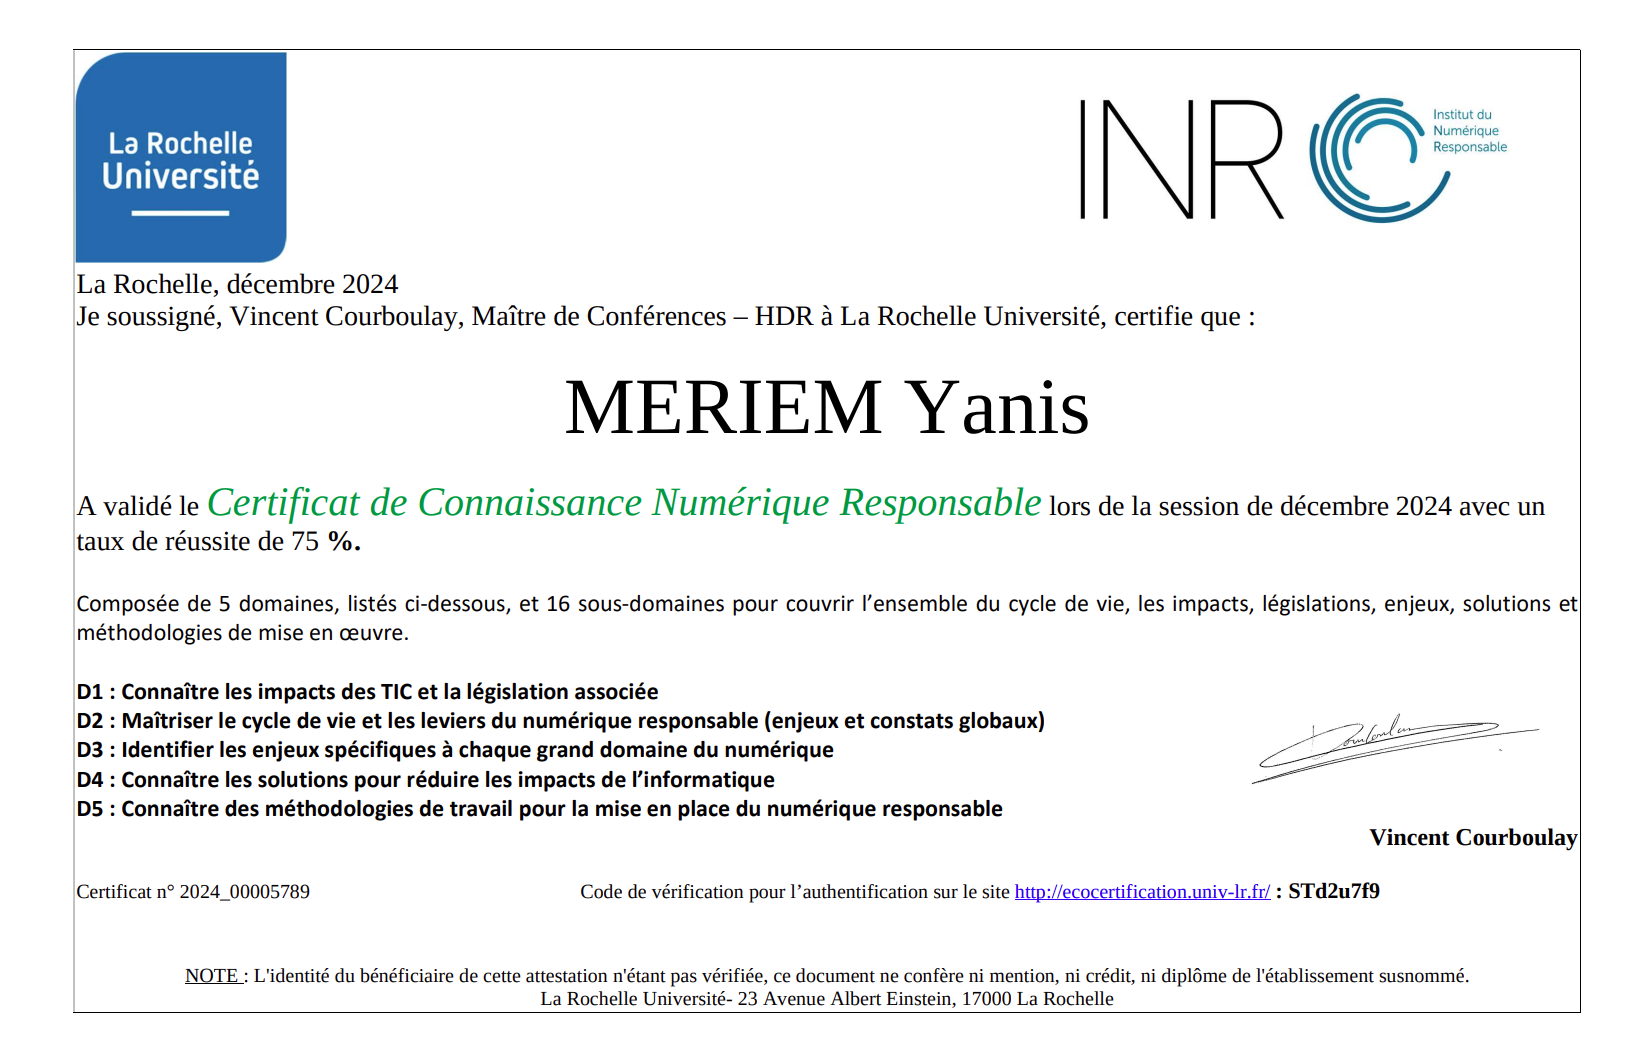 La Rochelle
Université
INR
Institut du
Numérique
Responsable
La Rochelle, décembre 2024
Je soussigné, Vincent Courboulay, Maître de Conférences – HDR à La Rochelle Université, certifie que :
MERIEM Yanis
A validé le Certificat de Connaissance Numérique Responsable lors de la session de décembre 2024 avec un
taux de réussite de 75 %.
Composée de 5 domaines, listés ci-dessous, et 16 sous-domaines pour couvrir l’ensemble du cycle de vie, les impacts, législations, enjeux, solutions et
méthodologies de mise en œuvre.
D1 : Connaître les impacts des TIC et la législation associée
D2 : Maîtriser le cycle de vie et les leviers du numérique responsable (enjeux et constats globaux)
D3 : Identifier les enjeux spécifiques à chaque grand domaine du numérique
D4 : Connaître les solutions pour réduire les impacts de l’informatique
D5 : Connaître des méthodologies de travail pour la mise en place du numérique responsable
Vincent Courboulay
Certificat n° 2024_00005789 Code de vérification pour l’authentification sur le site http://ecocertification.univ-lr.fr/ : STd2u7f9
NOTE : L'identité du bénéficiaire de cette attestation n'étant pas vérifiée, ce document ne confère ni mention, ni crédit, ni diplôme de l'établissement susnommé.
La Rochelle Université- 23 Avenue Albert Einstein, 17000 La Rochelle